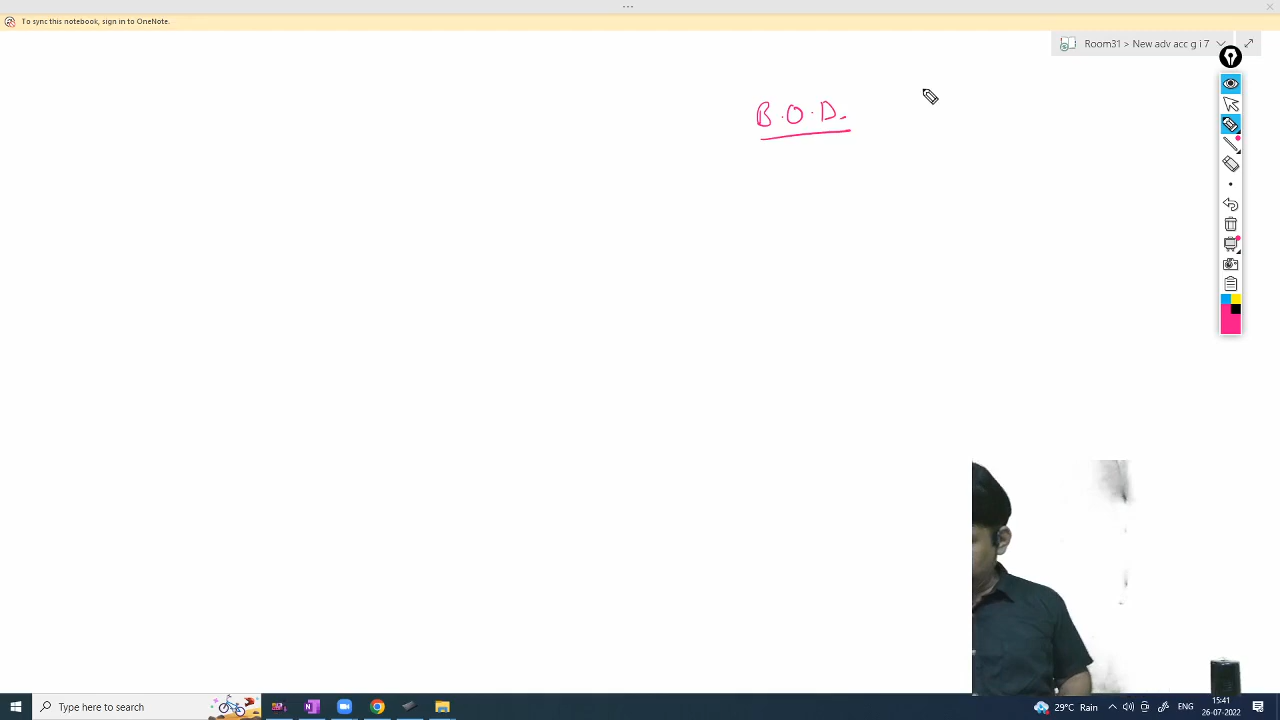 To sync this notebook, sign in to OneNote.
Room31 > New adv acc g i 7
B.O.D.
Type here to search
29°C Rain
ENG
15:41
26-07-2022